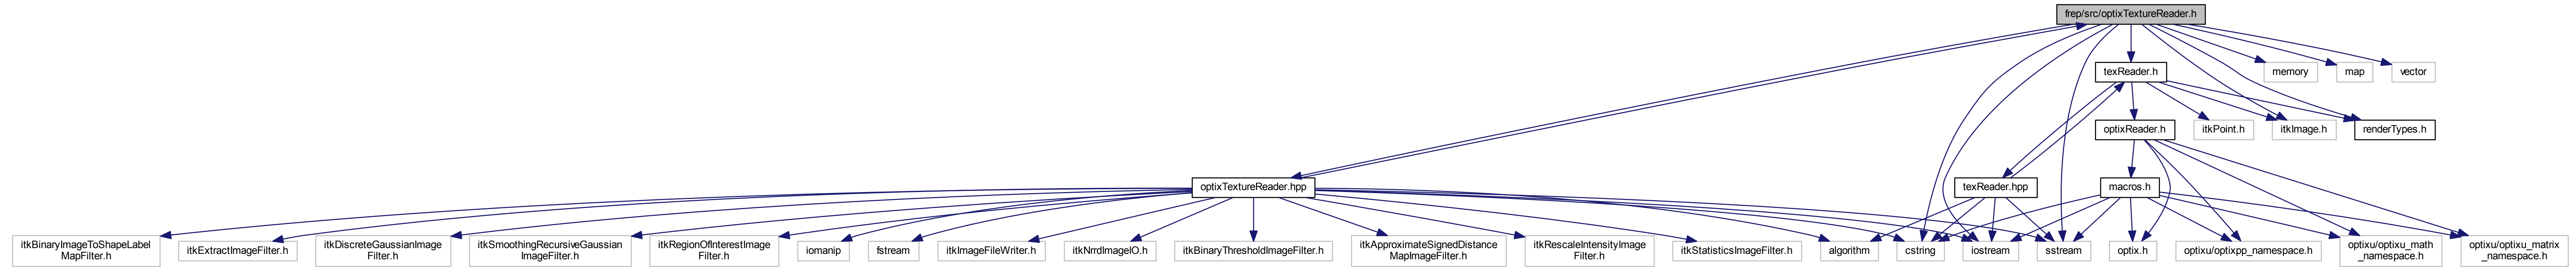 frep/src/optixTextureReader.h
texReader.h
memory
map
vector
optixReader.h
itkPoint.h
itkImage.h
renderTypes.h
optixTextureReader.hpp
texReader.hpp
macros.h
itkBinaryImageToShapeLabel
MapFilter.h
itkExtractImageFilter.h
itkDiscreteGaussianImage
Filter.h
itkSmoothingRecursiveGaussian
ImageFilter.h
itkRegionOfInterestImage
Filter.h
iomanip
fstream
itkImageFileWriter.h
itkNrrdImageIO.h
itkBinaryThresholdImageFilter.h
itkApproximateSignedDistance
MapImageFilter.h
itkRescaleIntensityImage
Filter.h
itkStatisticsImageFilter.h
algorithm
cstring
iostream
sstream
optix.h
optixu/optixpp_namespace.h
optixu/optixu_math
_namespace.h
optixu/optixu_matrix
_namespace.h